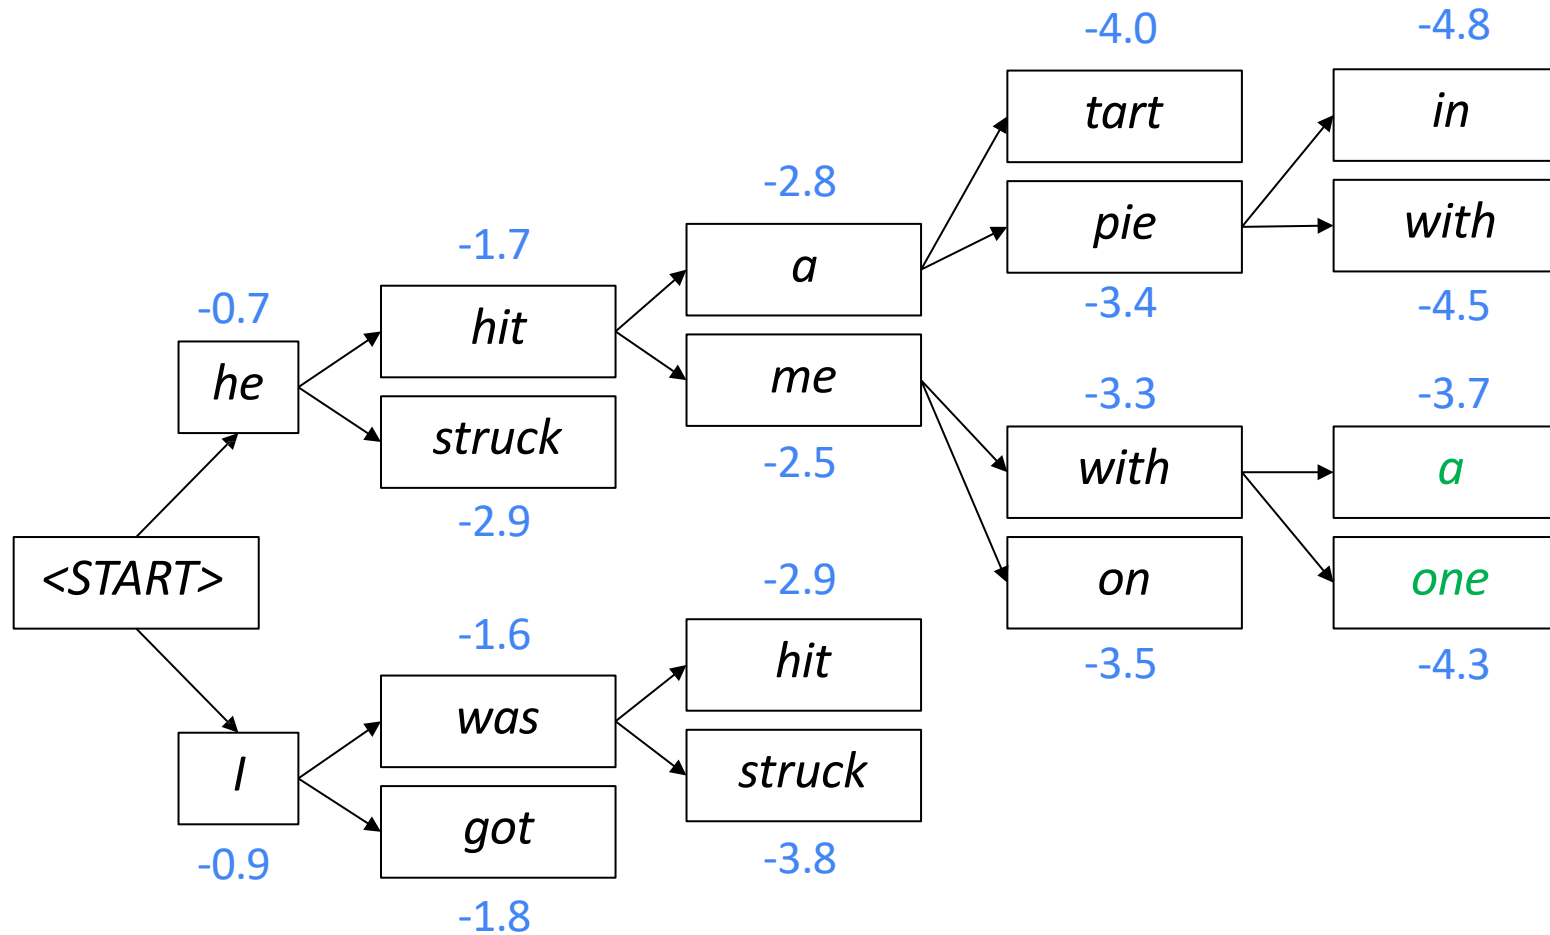 -4.0
-4.8
tart
in
-2.8
pie
with
-1.7
a
-3.4
-4.5
-0.7
hit
me
-3.3
-3.7
he
struck
-2.5
with
a
-2.9
<START>
-2.9
on
one
-1.6
hit
-3.5
-4.3
I
was
struck
-0.9
got
-3.8
-1.8